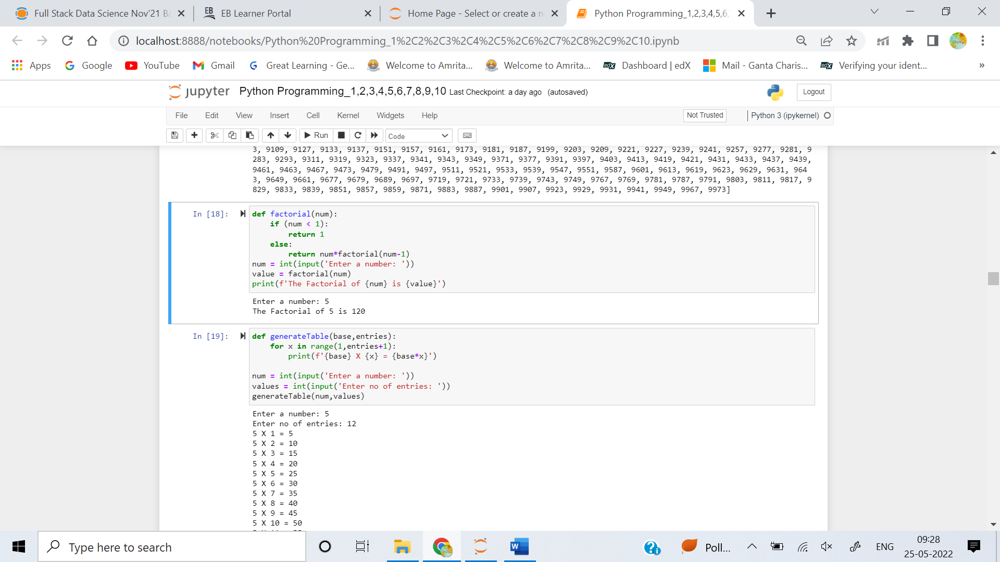 Full Stack Data Science Nov'21 Ba
EB Learner Portal
Home Page - Select or create a n
Python Programming_1,2,3,4,5,6,
localhost:8888/notebooks/Python%20Programming_1%2C2%2C3%2C4%2C5%2C6%2C7%2C8%2C9%2C10.ipynb
Apps
Google
YouTube
Gmail
Great Learning - Ge...
Welcome to Amrita...
Welcome to Amrita...
Dashboard | edX
Mail - Ganta Charis...
Verifying your ident...
»
jupyter Python Programming_1,2,3,4,5,6,7,8,9,10 Last Checkpoint: a day ago (autosaved)
Logout
File Edit View Insert Cell Kernel Widgets Help
Not Trusted
Python 3 (ipykernel)
Run
Code
3, 9109, 9127, 9133, 9137, 9151, 9157, 9161, 9173, 9181, 9187, 9199, 9203, 9209, 9221, 9227, 9239, 9241, 9257, 9277, 9281, 9
283, 9293, 9311, 9319, 9323, 9337, 9341, 9343, 9349, 9371, 9377, 9391, 9397, 9403, 9413, 9419, 9421, 9431, 9433, 9437, 9439,
9461, 9463, 9467, 9473, 9479, 9491, 9497, 9511, 9521, 9533, 9539, 9547, 9551, 9587, 9601, 9613, 9619, 9623, 9629, 9631, 964
3, 9649, 9661, 9677, 9679, 9689, 9697, 9719, 9721, 9733, 9739, 9743, 9749, 9767, 9769, 9781, 9787, 9791, 9803, 9811, 9817, 9
829, 9833, 9839, 9851, 9857, 9859, 9871, 9883, 9887, 9901, 9907, 9923, 9929, 9931, 9941, 9949, 9967, 9973]
In [18]:
def factorial(num):
    if (num < 1):
        return 1
    else:
        return num*factorial(num-1)
num = int(input('Enter a number: '))
value = factorial(num)
print(f'The Factorial of {num} is {value}')
Enter a number: 5
The Factorial of 5 is 120
In [19]:
def generateTable(base,entries):
    for x in range(1,entries+1):
        print(f'{base} X {x} = {base*x}')
num = int(input('Enter a number: '))
values = int(input('Enter no of entries: '))
generateTable(num,values)
Enter a number: 5
Enter no of entries: 12
5 X 1 = 5
5 X 2 = 10
5 X 3 = 15
5 X 4 = 20
5 X 5 = 25
5 X 6 = 30
5 X 7 = 35
5 X 8 = 40
5 X 9 = 45
5 X 10 = 50
Type here to search
Poll...
ENG
09:28
25-05-2022